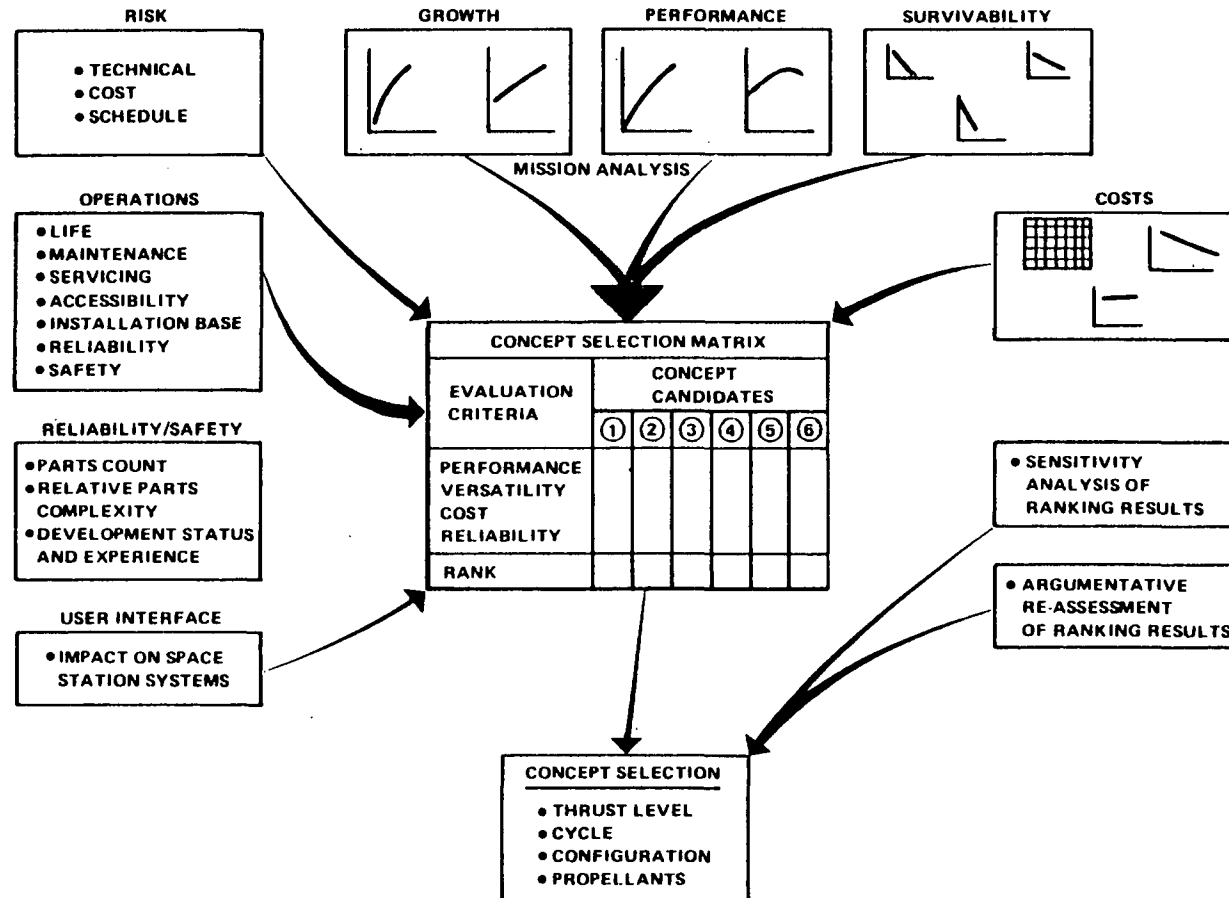 RISK
• TECHNICAL
• COST
• SCHEDULE
GROWTH
PERFORMANCE
SURVIVABILITY
MISSION ANALYSIS
OPERATIONS
• LIFE
• MAINTENANCE
• SERVICING
• ACCESSIBILITY
• INSTALLATION BASE
• RELIABILITY
• SAFETY
COSTS
RELIABILITY/SAFETY
• PARTS COUNT
• RELATIVE PARTS
COMPLEXITY
• DEVELOPMENT STATUS
AND EXPERIENCE
USER INTERFACE
• IMPACT ON SPACE
STATION SYSTEMS
CONCEPT SELECTION MATRIX
EVALUATION
CRITERIA
CONCEPT
CANDIDATES
① ② ③ ④ ⑤ ⑥
PERFORMANCE
VERSATILITY
COST
RELIABILITY
RANK
• SENSITIVITY
ANALYSIS OF
RANKING RESULTS
• ARGUMENTATIVE
RE-ASSESSMENT
OF RANKING RESULTS
CONCEPT SELECTION
• THRUST LEVEL
• CYCLE
• CONFIGURATION
• PROPELLANTS